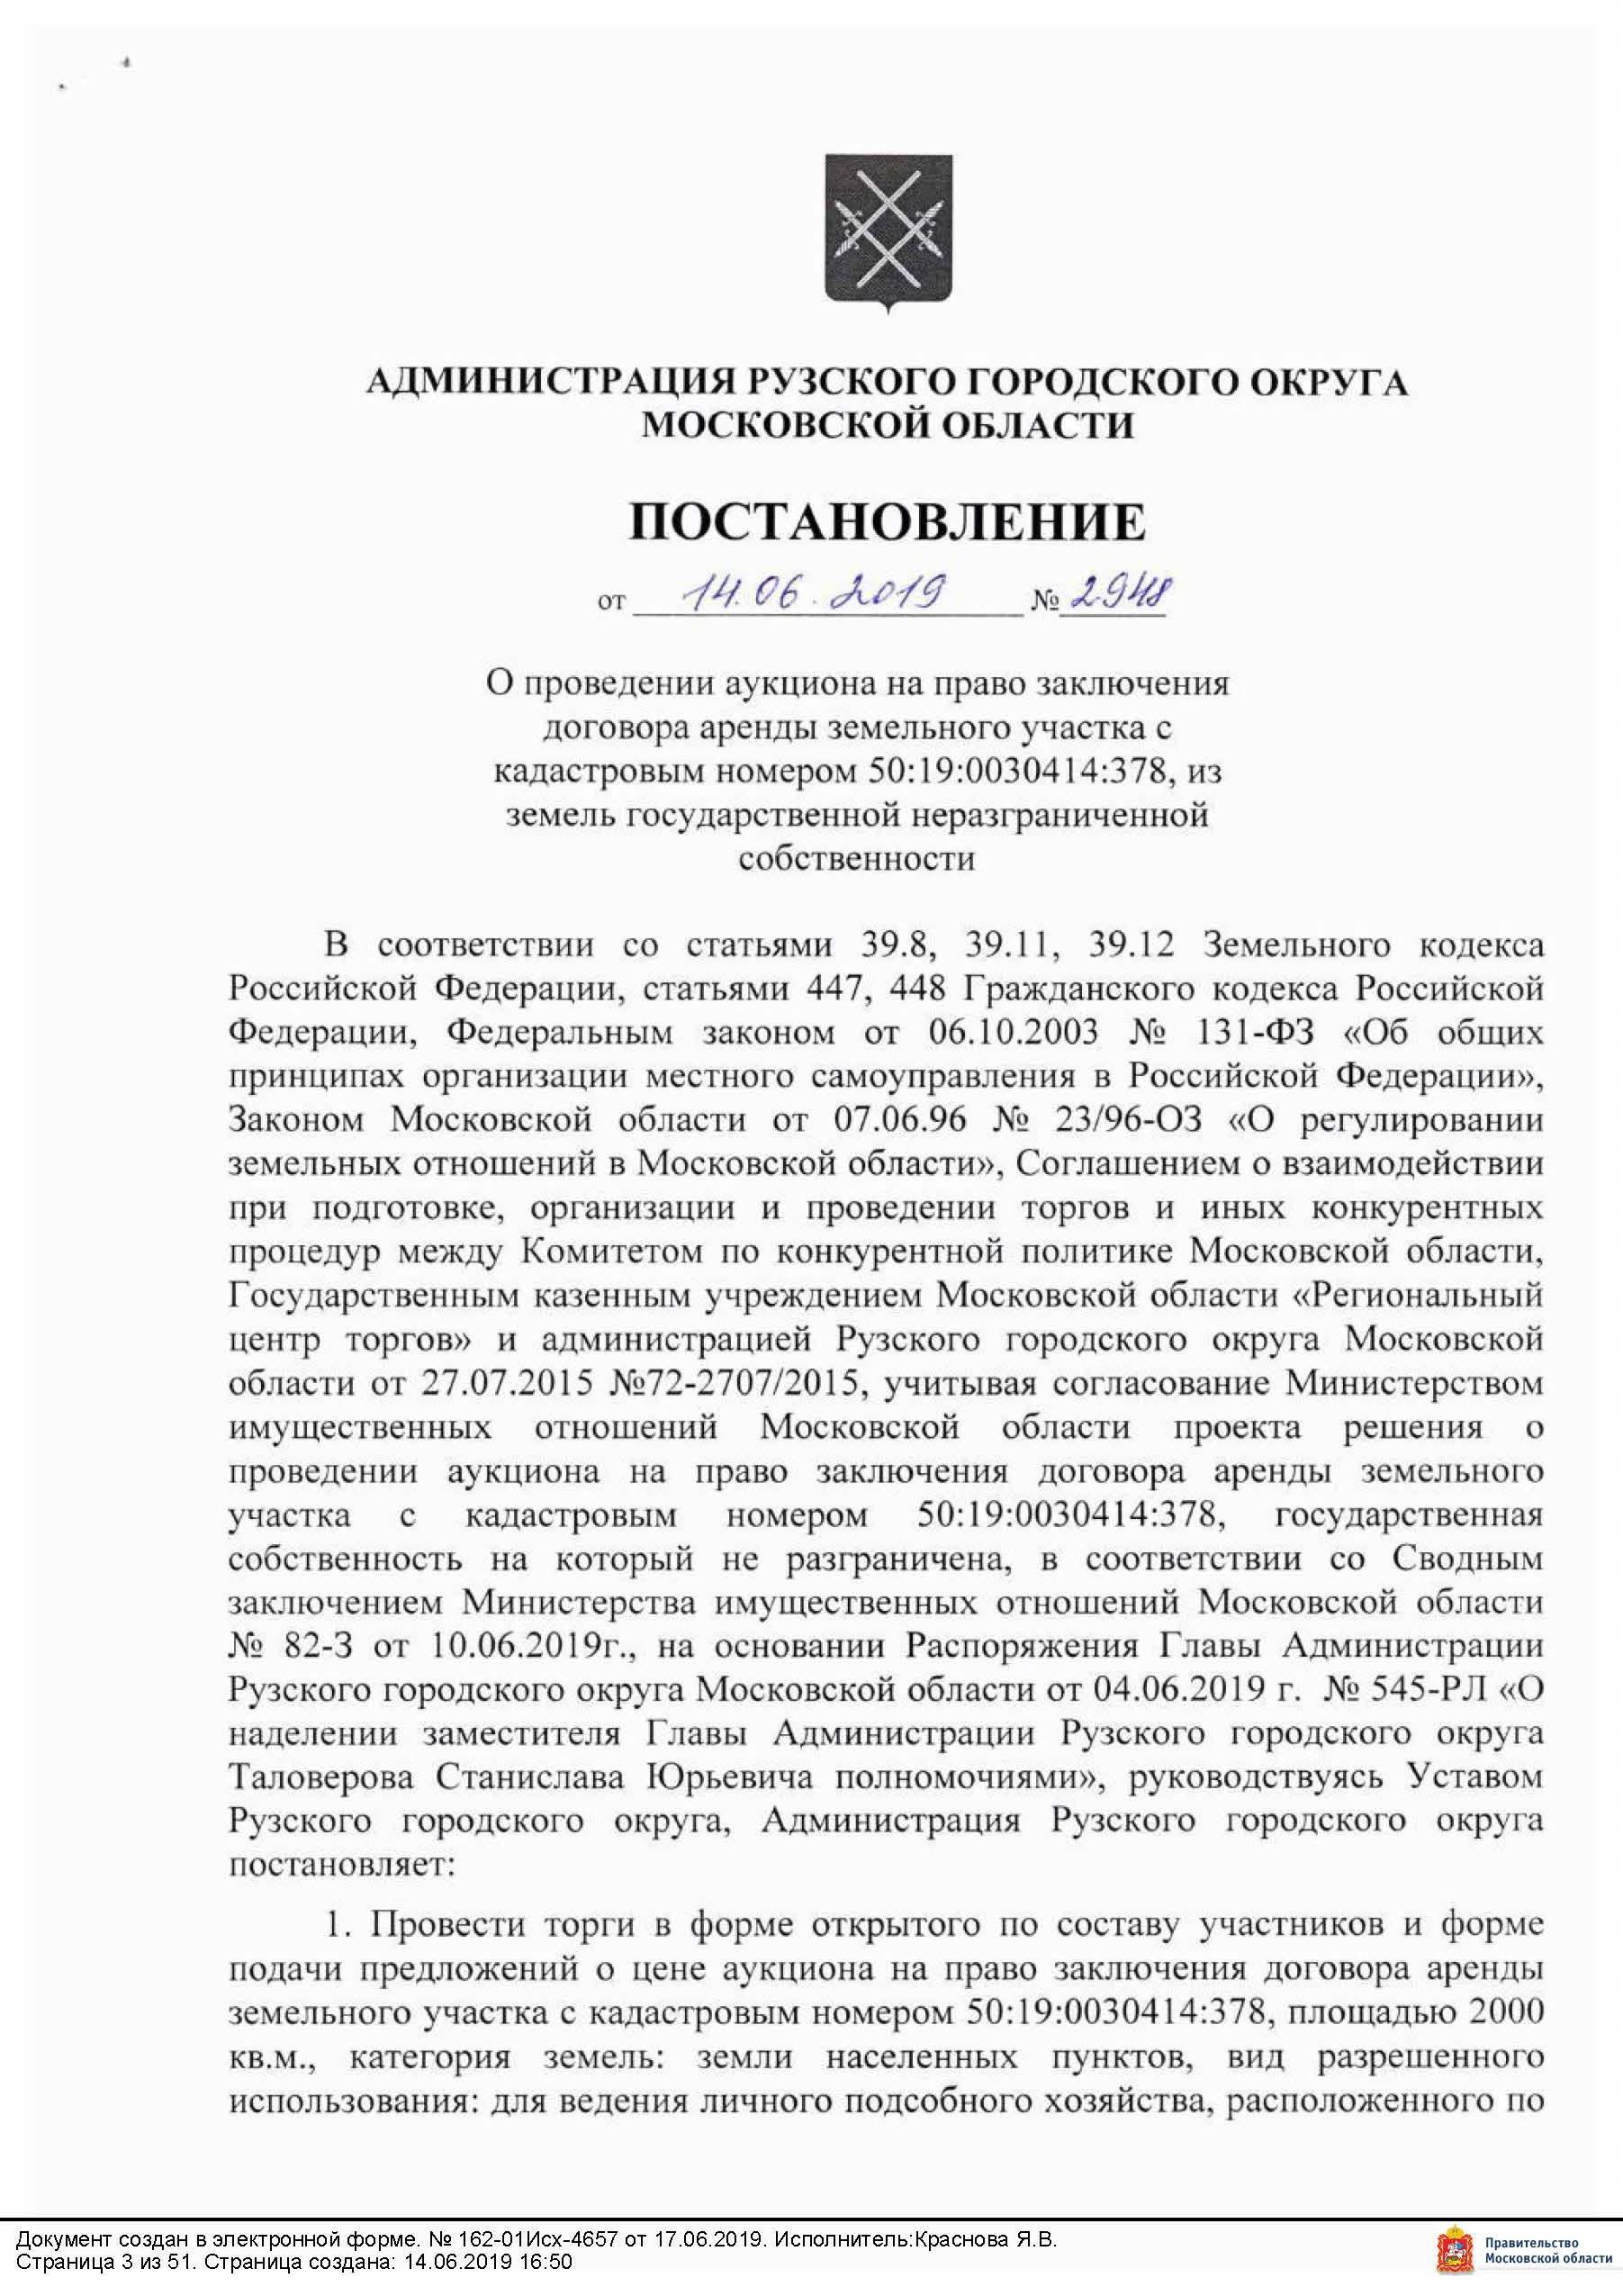 АДМИНИСТРАЦИЯ РУЗСКОГО ГОРОДСКОГО ОКРУГА
МОСКОВСКОЙ ОБЛАСТИ
ПОСТАНОВЛЕНИЕ
от 14.06.2019 № 2948
О проведении аукциона на право заключения
договора аренды земельного участка с
кадастровым номером 50:19:0030414:378, из
земель государственной неразграниченной
собственности
В соответствии со статьями 39.8, 39.11, 39.12 Земельного кодекса
Российской Федерации, статьями 447, 448 Гражданского кодекса Российской
Федерации, Федеральным законом от 06.10.2003 № 131-ФЗ «Об общих
принципах организации местного самоуправления в Российской Федерации»,
Законом Московской области от 07.06.96 № 23/96-ОЗ «О регулировании
земельных отношений в Московской области», Соглашением о взаимодействии
при подготовке, организации и проведении торгов и иных конкурентных
процедур между Комитетом по конкурентной политике Московской области,
Государственным казенным учреждением Московской области «Региональный
центр торгов» и администрацией Рузского городского округа Московской
области от 27.07.2015 №72-2707/2015, учитывая согласование Министерством
имущественных отношений Московской области проекта решения о
проведении аукциона на право заключения договора аренды земельного
участка с кадастровым номером 50:19:0030414:378, государственная
собственность на который не разграничена, в соответствии со Сводным
заключением Министерства имущественных отношений Московской области
№ 82-З от 10.06.2019г., на основании Распоряжения Главы Администрации
Рузского городского округа Московской области от 04.06.2019 г. № 545-РЛ «О
наделении заместителя Главы Администрации Рузского городского округа
Таловерова Станислава Юрьевича полномочиями», руководствуясь Уставом
Рузского городского округа, Администрация Рузского городского округа
постановляет:
1. Провести торги в форме открытого по составу участников и форме
подачи предложений о цене аукциона на право заключения договора аренды
земельного участка с кадастровым номером 50:19:0030414:378, площадью 2000
кв.м., категория земель: земли населенных пунктов, вид разрешенного
использования: для ведения личного подсобного хозяйства, расположенного по
Документ создан в электронной форме. № 162-01Исх-4657 от 17.06.2019. Исполнитель:Краснова Я.В.
Страница 3 из 51. Страница создана: 14.06.2019 16:50
Правительство
Московской области